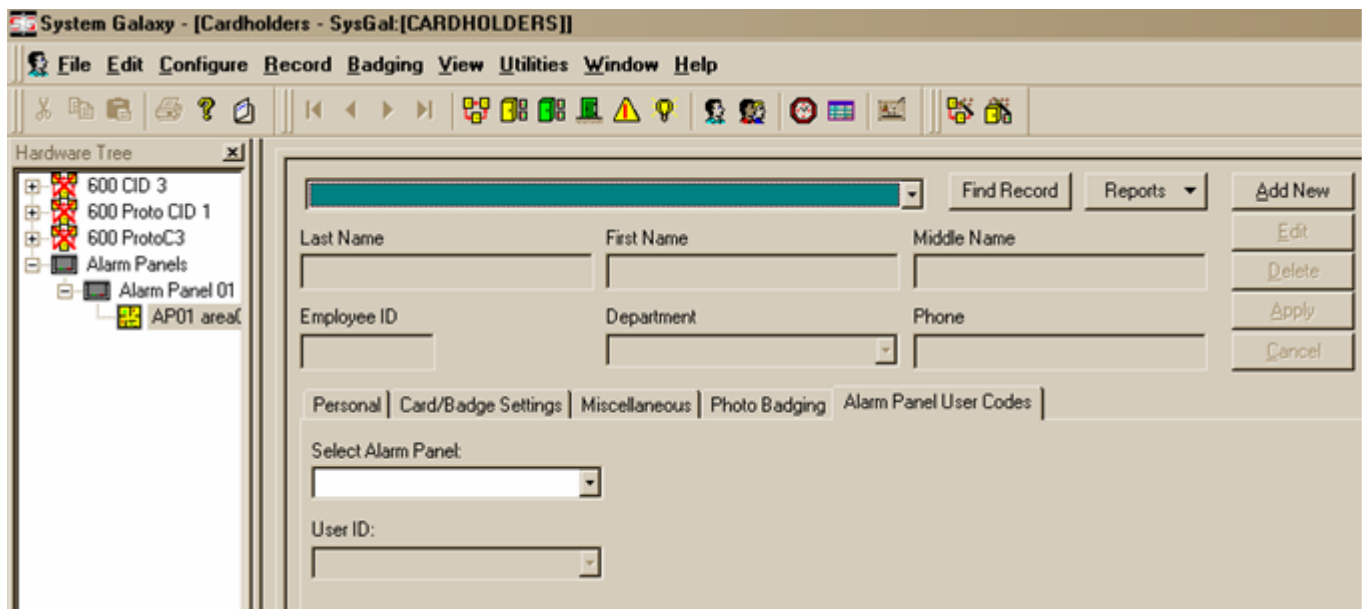 System Galaxy - [Cardholders - SysGal:[CARDHOLDERS]]
File Edit Configure Record Badging View Utilities Window Help
Hardware Tree
600 CID 3
600 Proto CID 1
600 ProtoC3
Alarm Panels
Alarm Panel 01
AP01
Find Record Reports Add New
Last Name First Name Middle Name Edit
Delete
Employee ID Department Phone Apply
Cancel
Personal Card/Badge Settings Miscellaneous Photo Badging Alarm Panel User Codes
Select Alarm Panel:
User ID: